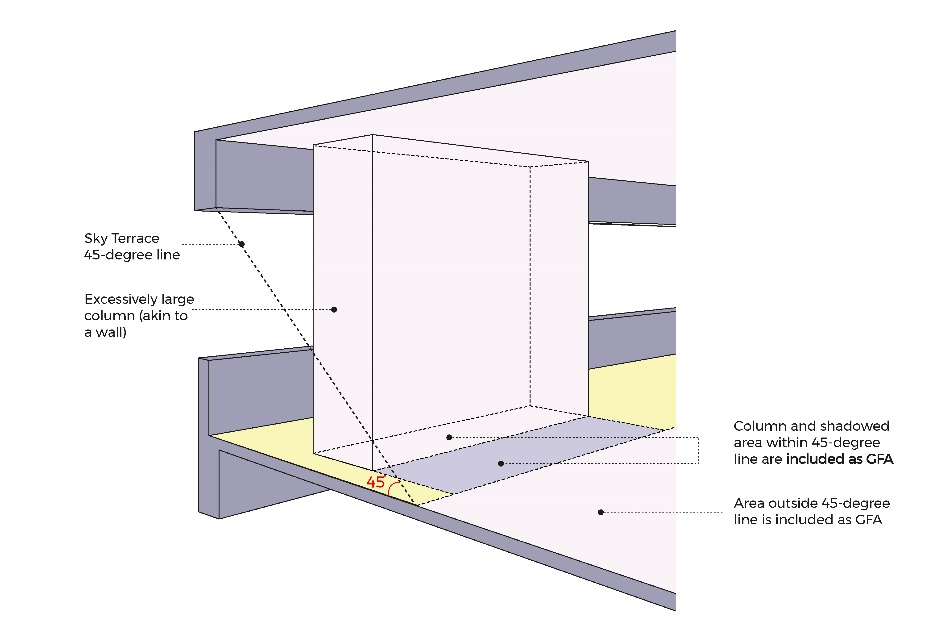 Sky Terrace
45-degree line
Excessively large
column (akin to
a wall)
45
Column and shadowed
area within 45-degree
line are included as GFA
Area outside 45-degree
line is included as GFA